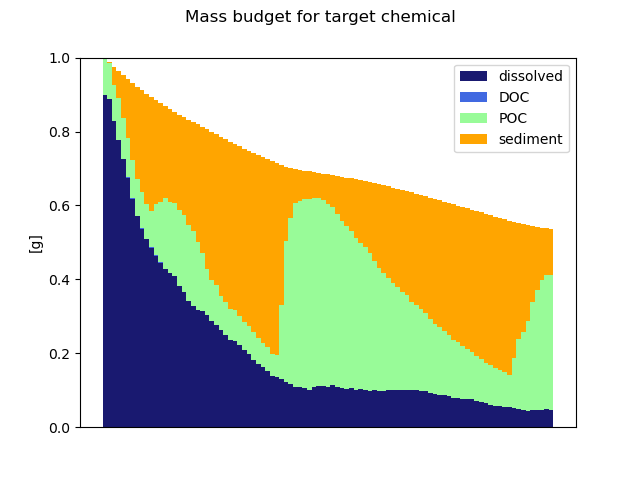 Mass budget for target chemical
1.0
0.8
0.6
0.4
0.2
0.0
[g]
dissolved
DOC
POC
sediment